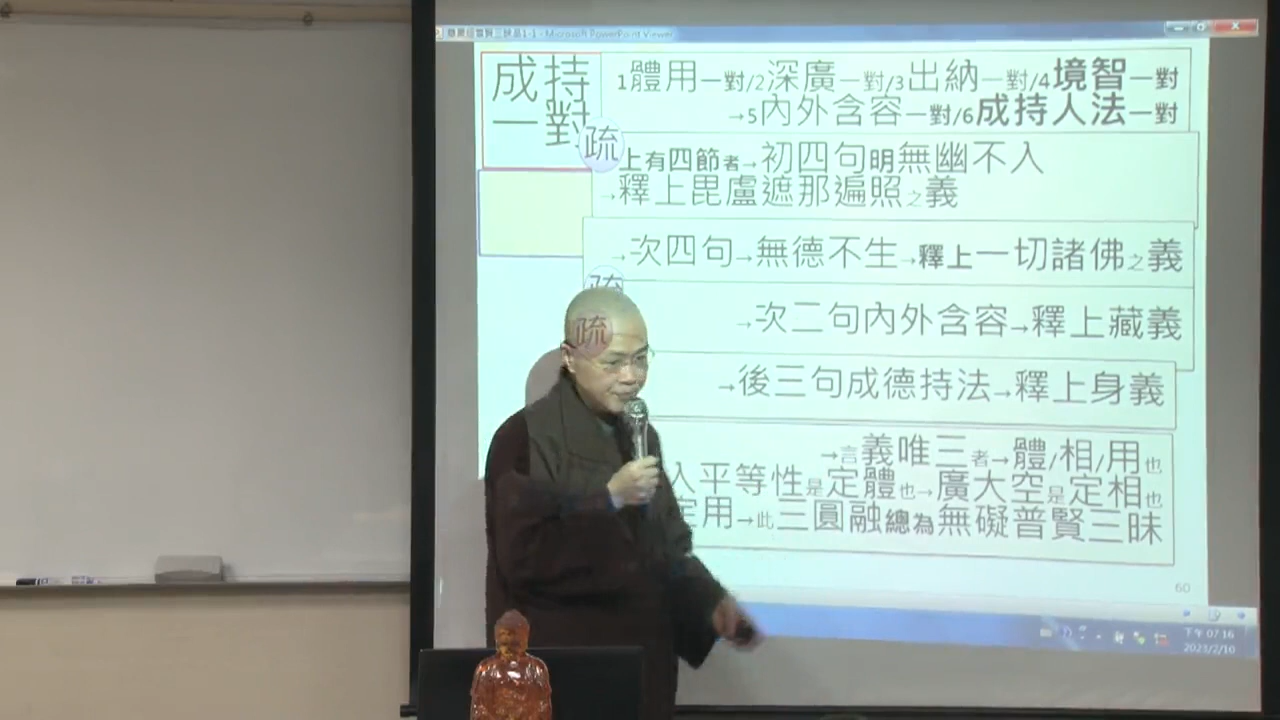 華嚴經普賢三昧品1-1 - Microsoft PowerPoint Viewer
成持
一對
1體用一對/2深廣一對/3出納一對/4境智一對
→5內外含容一對/6成持人法一對
疏
上有四節者→初四句明無幽不入
→釋上毘盧遮那遍照之義
→次四句→無德不生→釋上一切諸佛之義
疏
→次二句內外含容→釋上藏義
疏
→後三句成德持法→釋上身義
→言義唯三者→體/相/用也
入平等性是定體也→廣大空是定相也
定用→此三圓融總為無礙普賢三昧
60
下午 07:16
2023/2/10